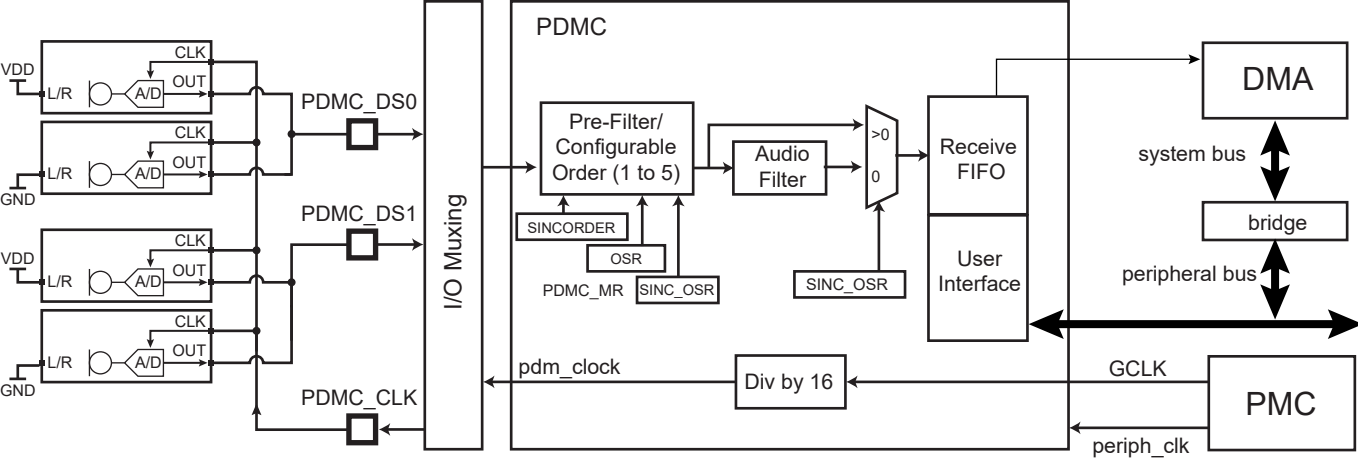 PDMC
VDD
CLK
L/R
A/D
OUT
CLK
L/R
A/D
OUT
GND
PDMC_DS0
VDD
CLK
L/R
A/D
OUT
CLK
L/R
A/D
OUT
GND
PDMC_DS1
PDMC_CLK
I/O Muxing
Pre-Filter/
Configurable
Order (1 to 5)
SINCORDER
OSR
PDMC_MR
SINC_OSR
Audio
Filter
>0
0
SINC_OSR
Receive
FIFO
User
Interface
DMA
system bus
bridge
peripheral bus
pdm_clock
Div by 16
GCLK
PMC
periph_clk